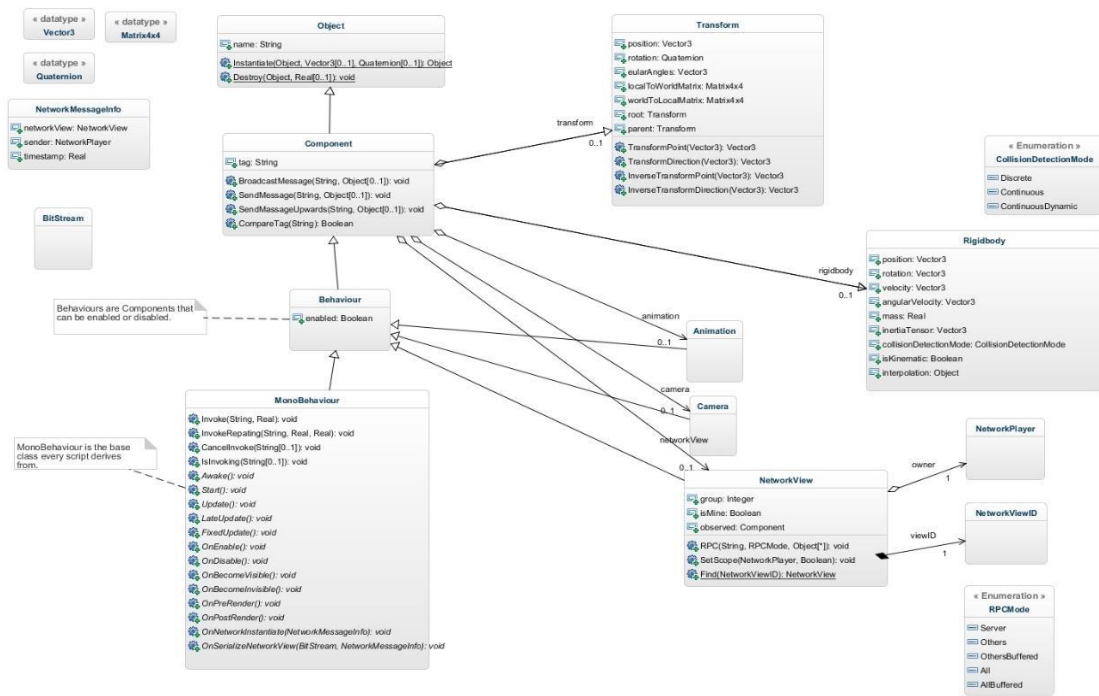 « datatype »
Vector3
« datatype »
Matrix4x4
« datatype »
Quaternion
NetworkMessageInfo
networkView: NetworkView
sender: NetworkPlayer
timestamp: Real
BitStream
Object
name: String
Instantiate(Object, Vector3[0..1], Quaternion[0..1]): Object
Destroy(Object, Real[0..1]): void
Component
tag: String
BroadcastMessage(String, Object[0..1]): void
SendMessage(String, Object[0..1]): void
SendMassageUpwards(String, Object[0..1]): void
CompareTag(String): Boolean
Transform
position: Vector3
rotation: Quaternion
eularAngles: Vector3
localToWorldMatrix: Matrix4x4
worldToLocalMatrix: Matrix4x4
root: Transform
parent: Transform
TransformPoint(Vector3): Vector3
TransformDirection(Vector3): Vector3
InverseTransformPoint(Vector3): Vector3
InverseTransformDirection(Vector3): Vector3
transform
0..1
« Enumeration »
CollisionDetectionMode
Discrete
Continuous
ContinuousDynamic
Rigidbody
position: Vector3
rotation: Vector3
velocity: Vector3
angularVelocity: Vector3
mass: Real
inertiaTensor: Vector3
collisionDetectionMode: CollisionDetectionMode
isKinematic: Boolean
interpolation: Object
rigidbody
0..1
Behaviours are Components that
can be enabled or disabled.
Behaviour
enabled: Boolean
animation
0..1
Animation
camera
0..1
Camera
networkView
0..1
MonoBehaviour is the base
class every script derives
from.
MonoBehaviour
Invoke(String, Real): void
InvokeRepating(String, Real, Real): void
CancelInvoke(String[0..1]): void
IsInvoking(String[0..1]): void
Awake(): void
Start(): void
Update(): void
LateUpdate(): void
FixedUpdate(): void
OnEnable(): void
OnDisable(): void
OnBecomeVisible(): void
OnBecomeInvisible(): void
OnPreRender(): void
OnPostRender(): void
OnNetworkInstantiate(NetworkMessageInfo): void
OnSerializeNetworkView(BitStream, NetworkMessageInfo): void
NetworkView
group: Integer
isMine: Boolean
observed: Component
RPC(String, RPCMode, Object[*]): void
SetScope(NetworkPlayer, Boolean): void
Find(NetworkViewID): NetworkView
owner
1
NetworkPlayer
viewID
1
NetworkViewID
« Enumeration »
RPCMode
Server
Others
OthersBuffered
All
AllBuffered